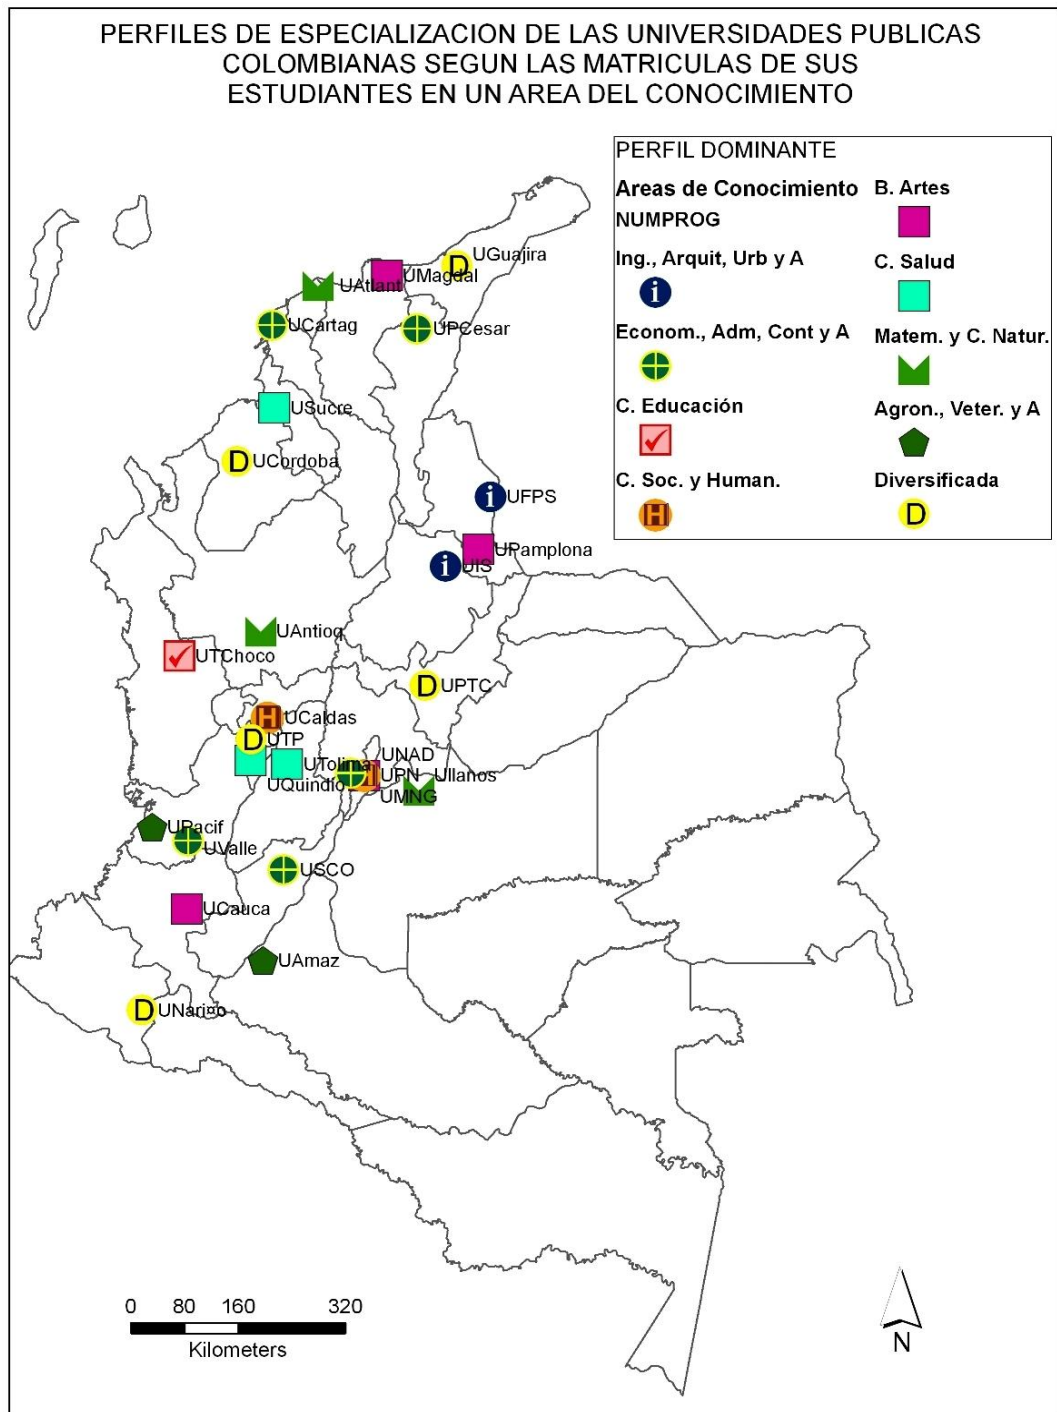 PERFILES DE ESPECIALIZACION DE LAS UNIVERSIDADES PUBLICAS
COLOMBIANAS SEGUN LAS MATRICULAS DE SUS
ESTUDIANTES EN UN AREA DEL CONOCIMIENTO
PERFIL DOMINANTE
Areas de Conocimiento
NUMPROG
Ing., Arquit, Urb y A
i
Econom., Adm, Cont y A
C. Educación
C. Soc. y Human.
H
B. Artes
C. Salud
Matem. y C. Natur.
Agron., Veter. y A
Diversificada
D
D
UGuajira
UMagdal
UAtlant
UCartag
UPCesar
USucre
D
UCordoba
i
UFPS
UPamplona
i
UIS
UAntioq
UTChoco
D
UPTC
H
UCaldas
D
UTP
UTolima
UQuindio
UNAD
H
UPN
UMNG
Ullanos
UPacif
UValle
USCO
UCauca
UAmaz
D
UNari¤o
0 80 160 320
Kilometers
N